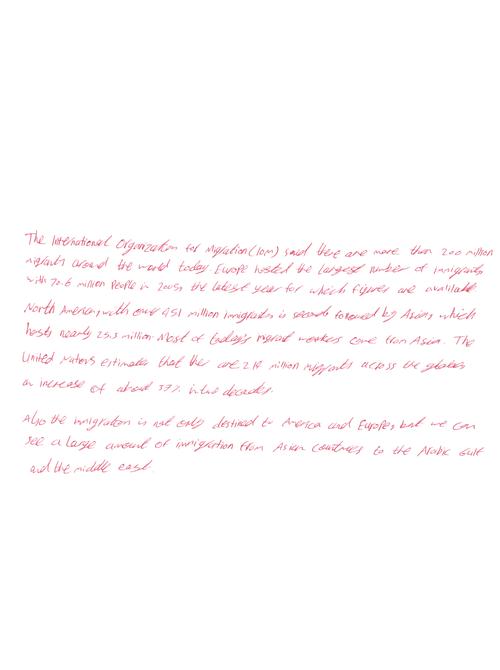 The International Organization for Migration (IOM) said there are more than 200 million
migrants around the world today Europe hosted the largest number of immigrants
with 70.6 million People in 2005, the latest year for which figures are available
North America, with over 45.1 million immigrants is second, followed by Asia, which
hosts nearly 25.3 million. Most of today's migrant workers come from Asia. The
United Nations estimates that ther are 214 million migrants across the globe,
an increase of about 37% in two decades.
Also the immigration is not only destined to America and Europe, but we can
see a large amount of immigration from Asian countries to the Arabic Gulf
and the middle east.